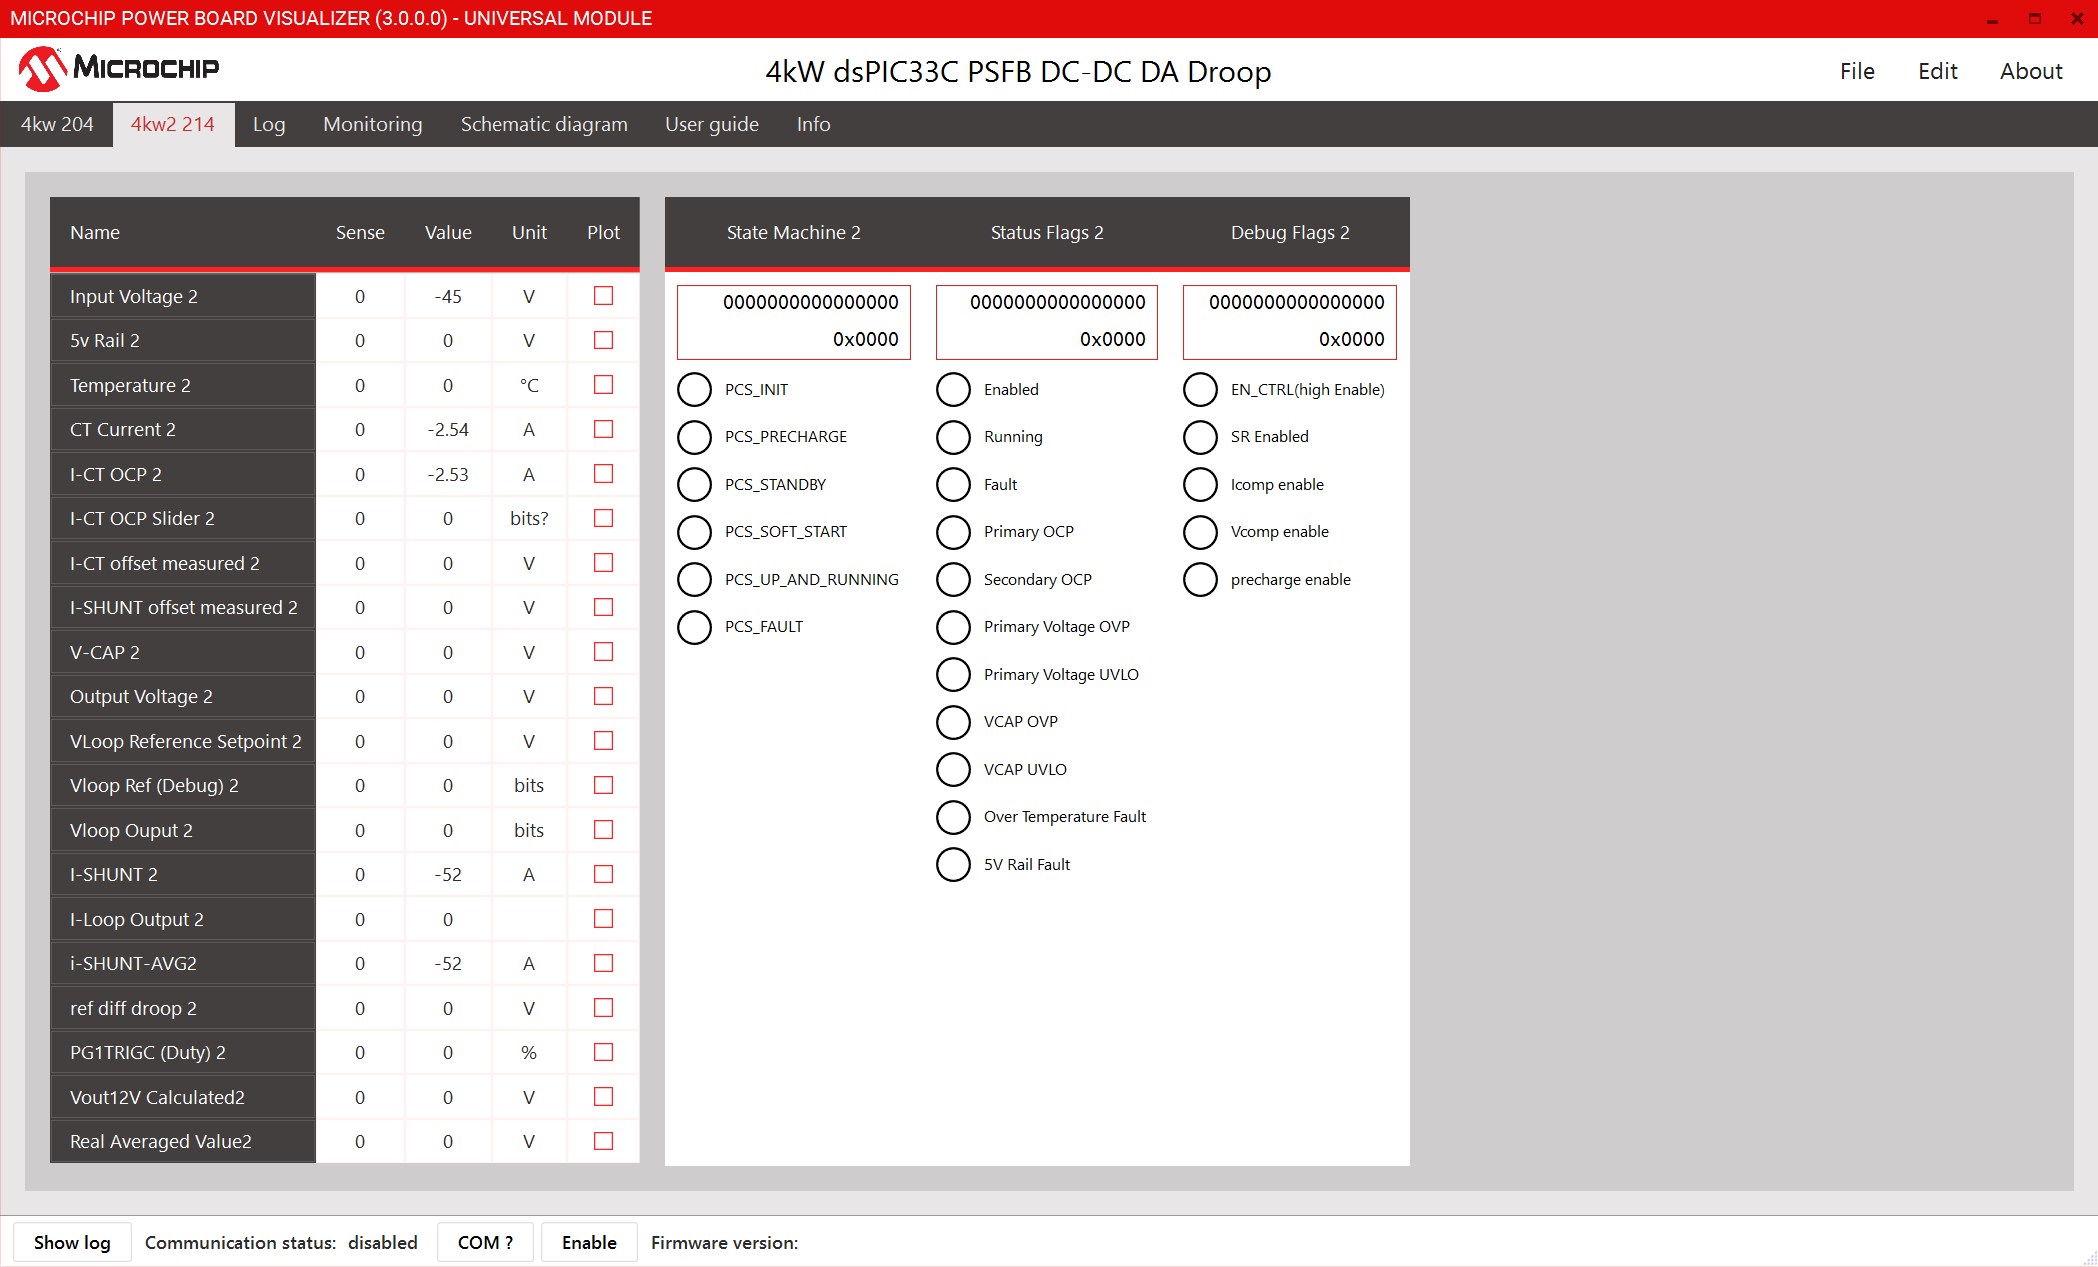 MICROCHIP POWER BOARD VISUALIZER (3.0.0.0) - UNIVERSAL MODULE
MICROCHIP
4kW dsPIC33C PSFB DC-DC DA Droop
File Edit About
4kw 204 4kw2 214 Log Monitoring Schematic diagram User guide Info
Name Sense Value Unit Plot
Input Voltage 2 0 -45 V
5v Rail 2 0 0 V
Temperature 2 0 0 °C
CT Current 2 0 -2.54 A
I-CT OCP 2 0 -2.53 A
I-CT OCP Slider 2 0 0 bits?
I-CT offset measured 2 0 0 V
I-SHUNT offset measured 2 0 0 V
V-CAP 2 0 0 V
Output Voltage 2 0 0 V
VLoop Reference Setpoint 2 0 0 V
Vloop Ref (Debug) 2 0 0 bits
Vloop Ouput 2 0 0 bits
I-SHUNT 2 0 -52 A
I-Loop Output 2 0 0
i-SHUNT-AVG2 0 -52 A
ref diff droop 2 0 0 V
PG1TRIGC (Duty) 2 0 0 %
Vout12V Calculated2 0 0 V
Real Averaged Value2 0 0 V
State Machine 2
0000000000000000
0x0000
PCS_INIT
PCS_PRECHARGE
PCS_STANDBY
PCS_SOFT_START
PCS_UP_AND_RUNNING
PCS_FAULT
Status Flags 2
0000000000000000
0x0000
Enabled
Running
Fault
Primary OCP
Secondary OCP
Primary Voltage OVP
Primary Voltage UVLO
VCAP OVP
VCAP UVLO
Over Temperature Fault
5V Rail Fault
Debug Flags 2
0000000000000000
0x0000
EN_CTRL(high Enable)
SR Enabled
Icomp enable
Vcomp enable
precharge enable
Show log Communication status: disabled COM ? Enable Firmware version: